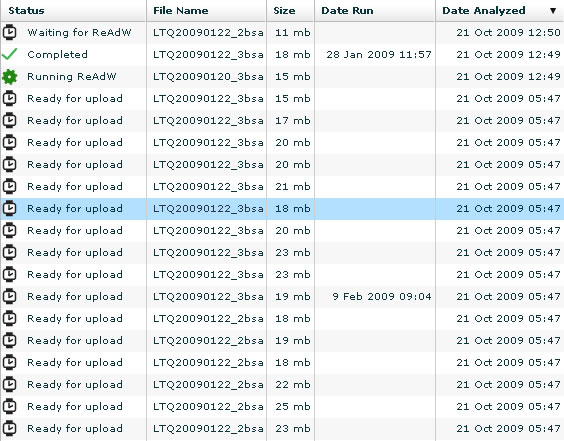 Status File Name Size Date Run Date Analyzed ▼
Waiting for ReAdW LTQ20090122_2bsa 11 mb 21 Oct 2009 12:50
Completed LTQ20090122_3bsa 18 mb 28 Jan 2009 11:57 21 Oct 2009 12:49
Running ReAdW LTQ20090120_3bsa 15 mb 21 Oct 2009 12:49
Ready for upload LTQ20090122_3bsa 15 mb 21 Oct 2009 05:47
Ready for upload LTQ20090122_3bsa 17 mb 21 Oct 2009 05:47
Ready for upload LTQ20090122_3bsa 20 mb 21 Oct 2009 05:47
Ready for upload LTQ20090122_3bsa 20 mb 21 Oct 2009 05:47
Ready for upload LTQ20090122_3bsa 21 mb 21 Oct 2009 05:47
Ready for upload LTQ20090122_3bsa 18 mb 21 Oct 2009 05:47
Ready for upload LTQ20090122_3bsa 20 mb 21 Oct 2009 05:47
Ready for upload LTQ20090122_3bsa 23 mb 21 Oct 2009 05:47
Ready for upload LTQ20090122_3bsa 23 mb 21 Oct 2009 05:47
Ready for upload LTQ20090122_3bsa 19 mb 9 Feb 2009 09:04 21 Oct 2009 05:47
Ready for upload LTQ20090122_2bsa 18 mb 21 Oct 2009 05:47
Ready for upload LTQ20090122_2bsa 19 mb 21 Oct 2009 05:47
Ready for upload LTQ20090122_2bsa 18 mb 21 Oct 2009 05:47
Ready for upload LTQ20090122_2bsa 22 mb 21 Oct 2009 05:47
Ready for upload LTQ20090122_2bsa 25 mb 21 Oct 2009 05:47
Ready for upload LTQ20090122_2bsa 23 mb 21 Oct 2009 05:47